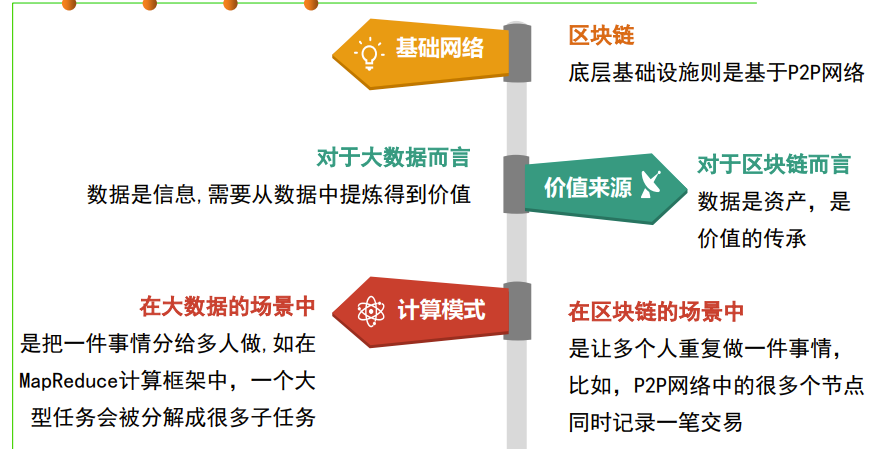 基础网络
区块链
底层基础设施则是基于P2P网络
对于大数据而言
数据是信息,需要从数据中提炼得到价值
价值来源
对于区块链而言
数据是资产，是
价值的传承
在大数据的场景中
是把一件事情分给多人做,如在
MapReduce计算框架中，一个大
型任务会被分解成很多子任务
计算模式
在区块链的场景中
是让多个人重复做一件事情，
比如，P2P网络中的很多个节点
同时记录一笔交易